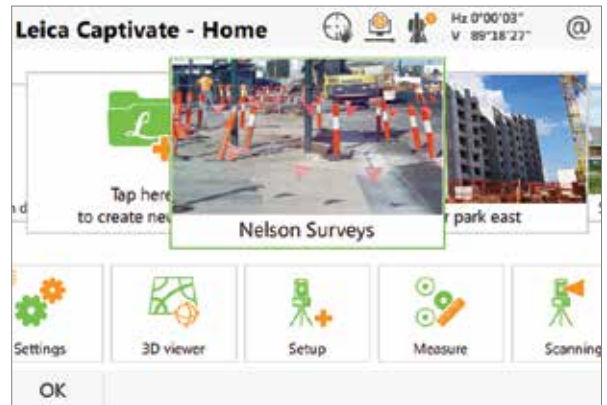 Leica Captivate - Home
Hz 0°00'03"
V 89°18'27"
@
Tap here
to create new
Nelson Surveys
park east
Settings
3D viewer
Setup
Measure
Scanning
OK